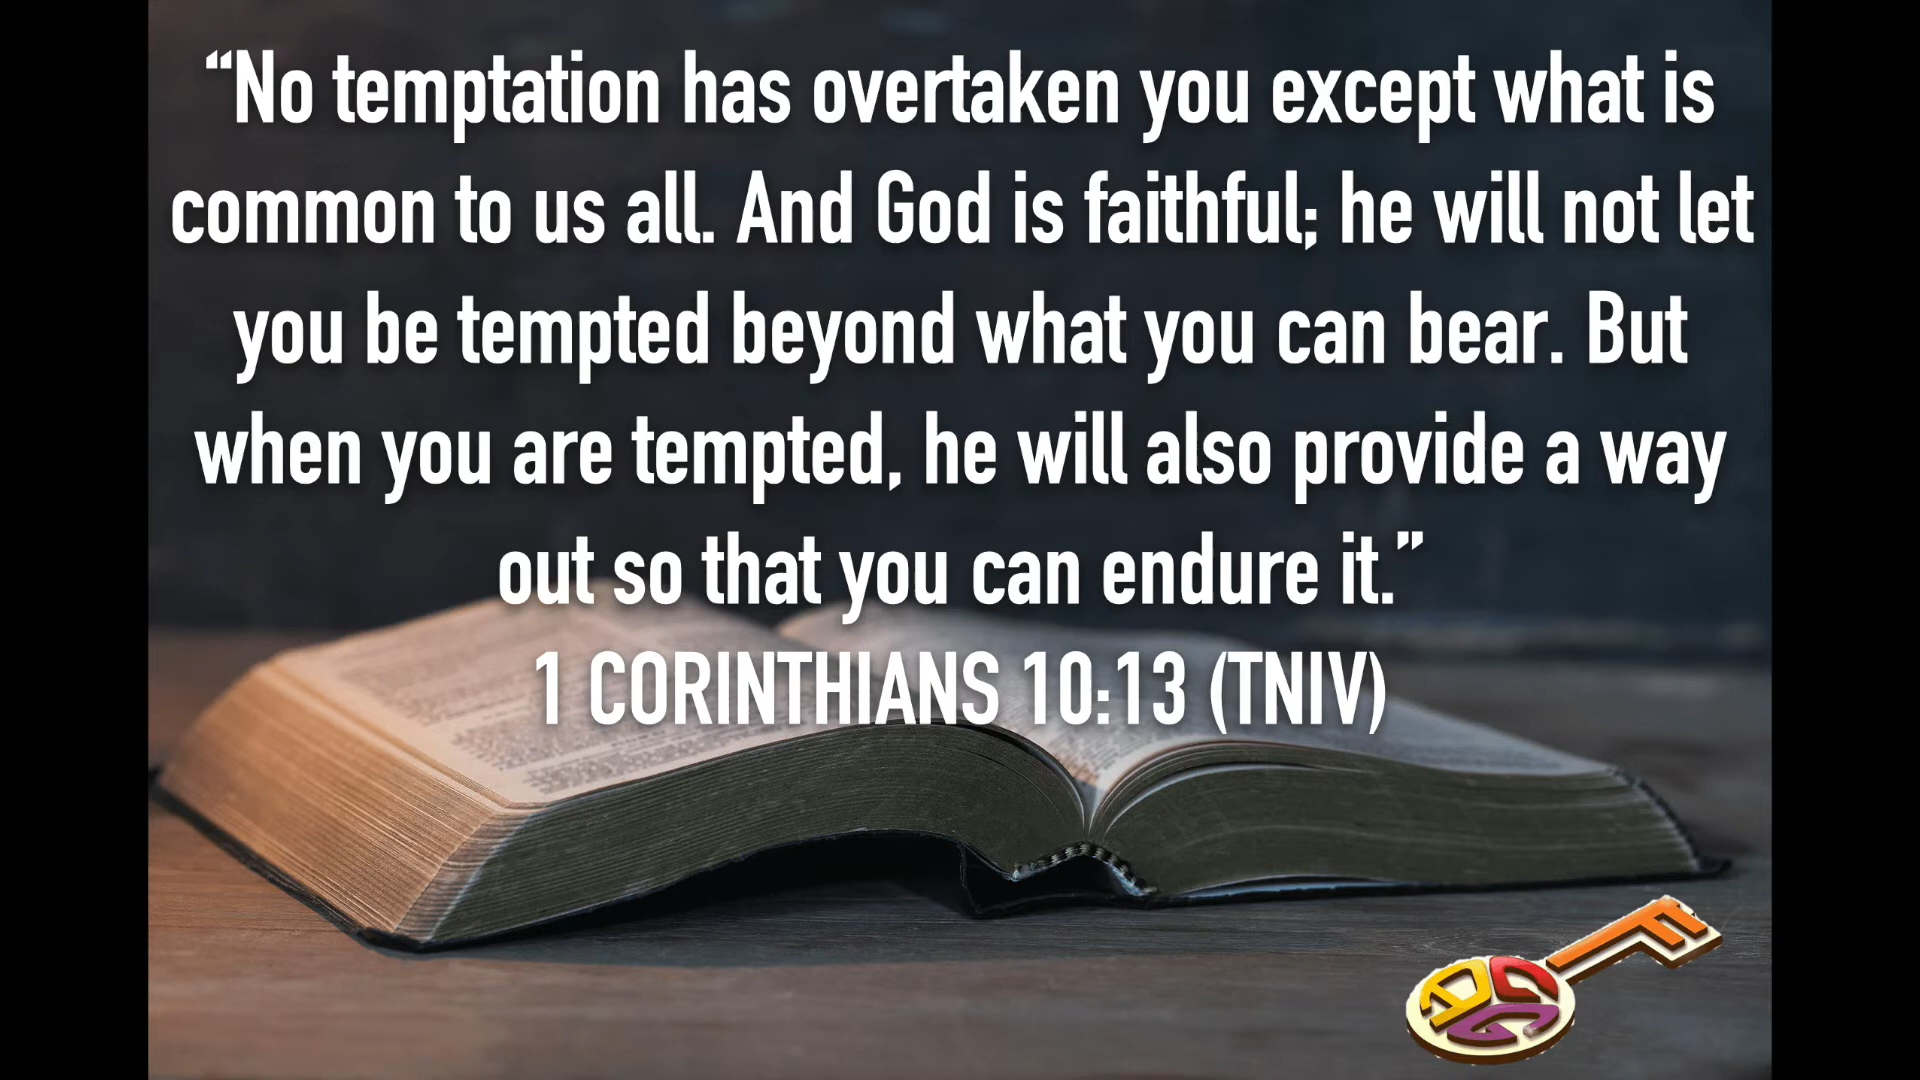 “No temptation has overtaken you except what is
common to us all. And God is faithful; he will not let
you be tempted beyond what you can bear. But
when you are tempted, he will also provide a way
out so that you can endure it.”
1 CORINTHIANS 10:13 (TNIV)